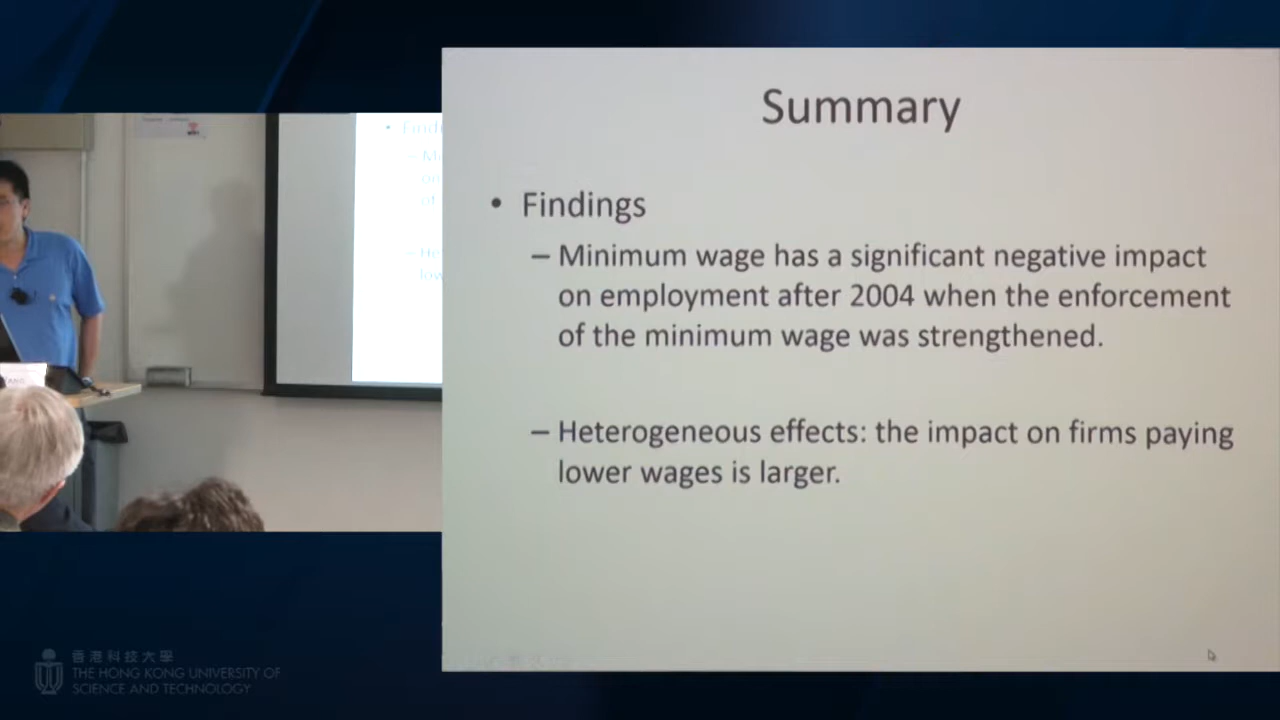 Summary
• Findings
– Minimum wage has a significant negative impact
on employment after 2004 when the enforcement
of the minimum wage was strengthened.
– Heterogeneous effects: the impact on firms paying
lower wages is larger.
香港科技大學
THE HONG KONG UNIVERSITY OF
SCIENCE AND TECHNOLOGY